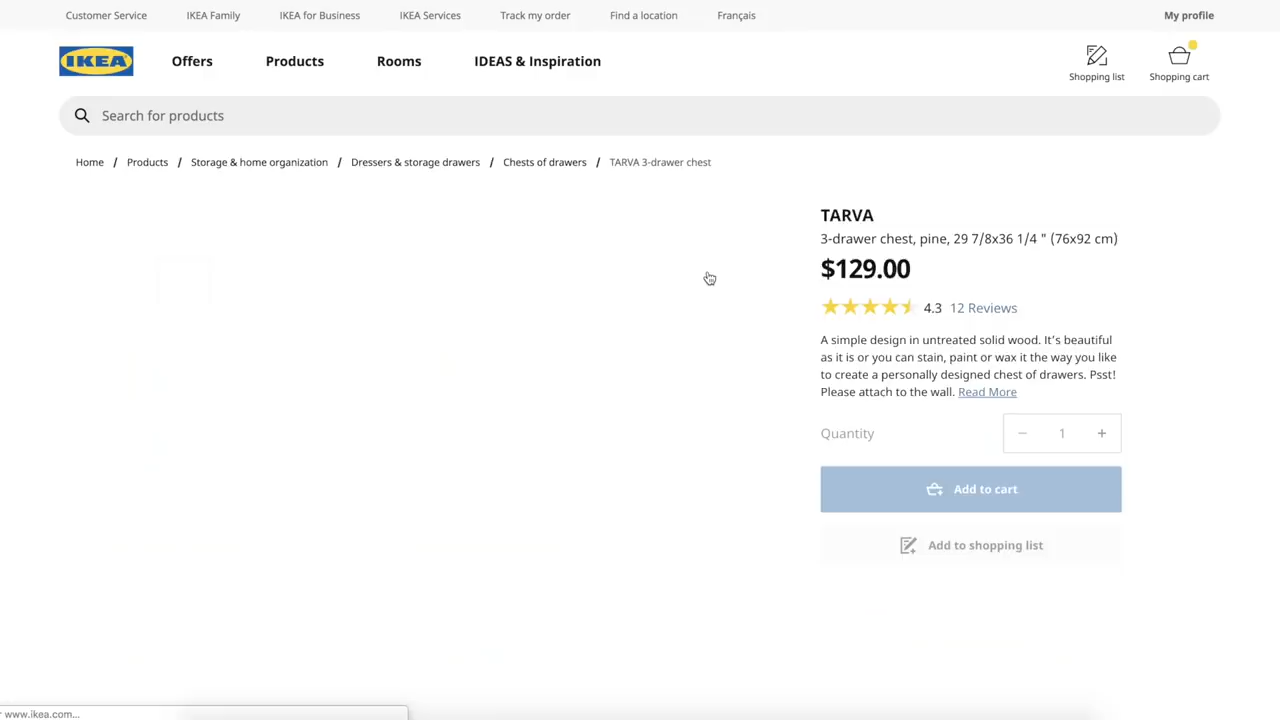 Customer Service IKEA Family IKEA for Business IKEA Services Track my order Find a location Français My profile
IKEA Offers Products Rooms IDEAS & Inspiration
Shopping list Shopping cart
Search for products
Home / Products / Storage & home organization / Dressers & storage drawers / Chests of drawers / TARVA 3-drawer chest
TARVA
3-drawer chest, pine, 29 7/8x36 1/4 " (76x92 cm)
$129.00
4.3 12 Reviews
A simple design in untreated solid wood. It's beautiful
as it is or you can stain, paint or wax it the way you like
to create a personally designed chest of drawers. Psst!
Please attach to the wall. Read More
Quantity − 1 +
Add to cart
Add to shopping list
www.ikea.com...